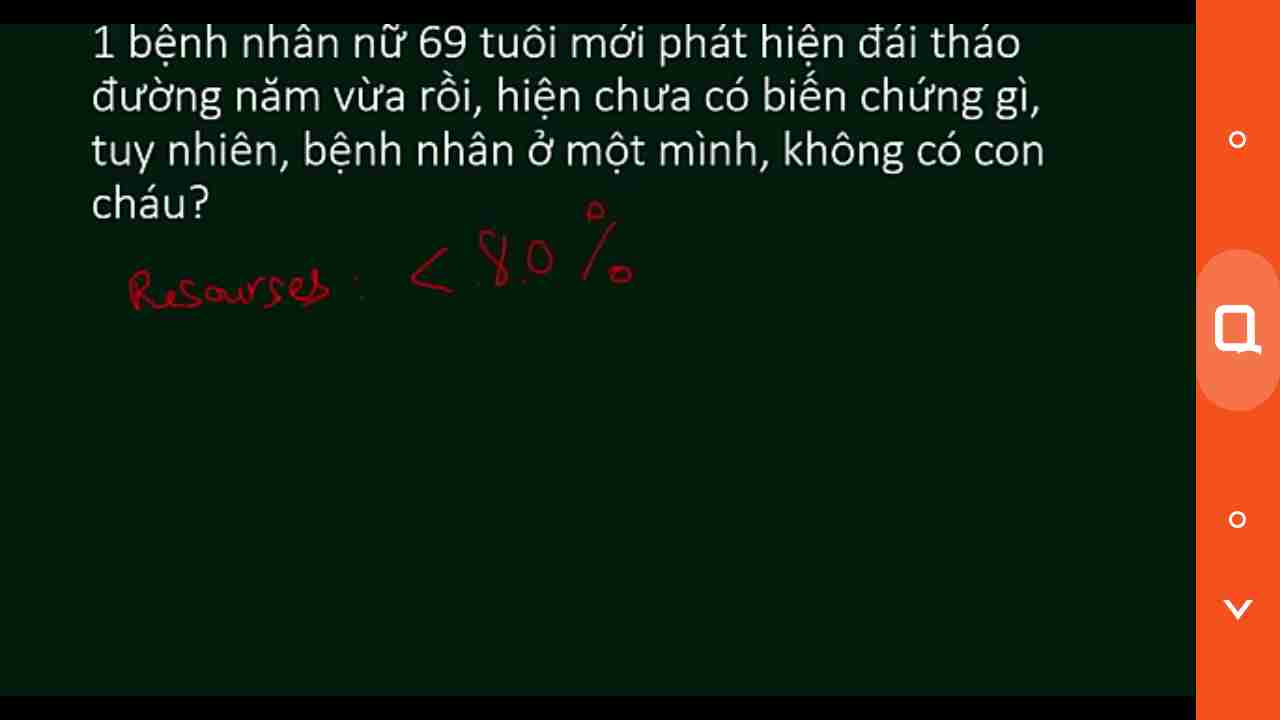 1 bệnh nhân nữ 69 tuổi mới phát hiện đái tháo
đường năm vừa rồi, hiện chưa có biến chứng gì,
tuy nhiên, bệnh nhân ở một mình, không có con
cháu?
Resourses : < 8.0 %